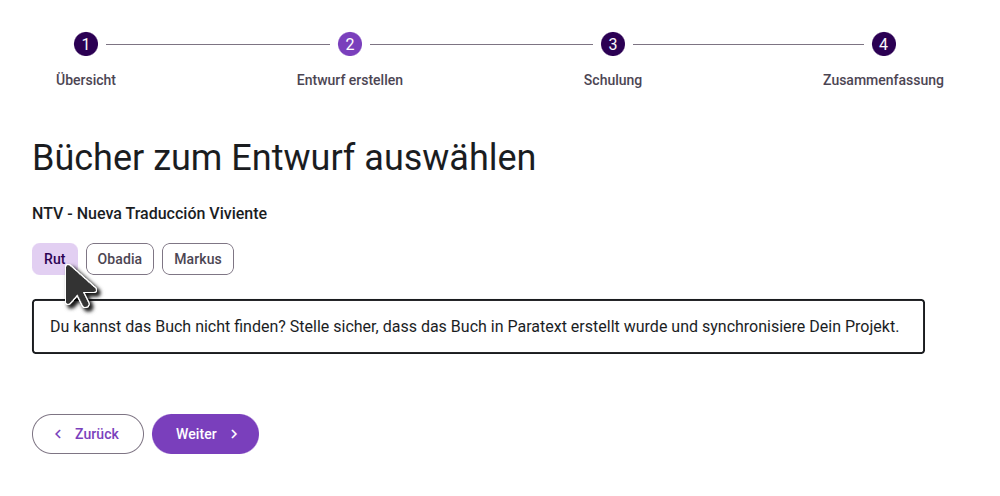 1
2
3
4
Übersicht
Entwurf erstellen
Schulung
Zusammenfassung
Bücher zum Entwurf auswählen
NTV - Nueva Traducción Viviente
Rut
Obadia
Markus
Du kannst das Buch nicht finden? Stelle sicher, dass das Buch in Paratext erstellt wurde und synchronisiere Dein Projekt.
Zurück
Weiter